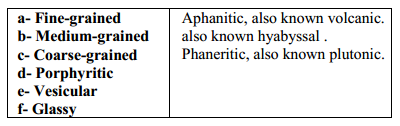 a- Fine-grained
b- Medium-grained
c- Coarse-grained
d- Porphyritic
e- Vesicular
f- Glassy
Aphanitic, also known volcanic.
also known hyabyssal .
Phaneritic, also known plutonic.